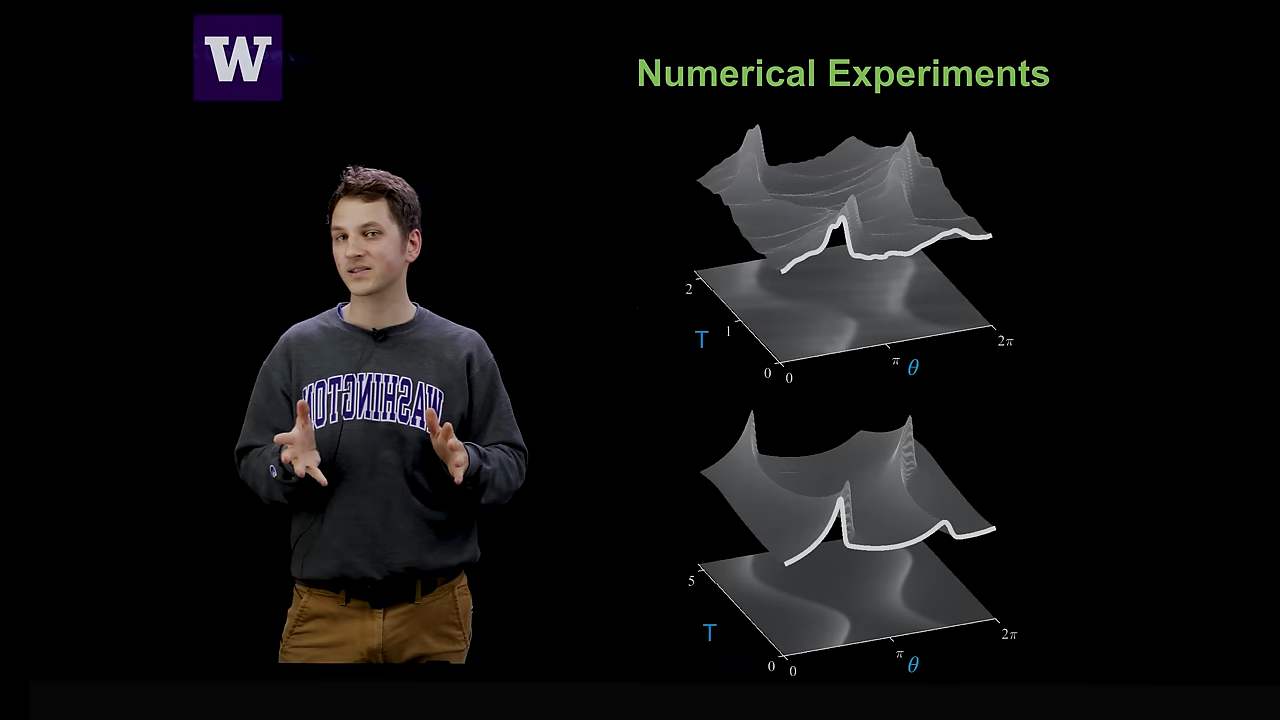 W
Numerical Experiments
2
1
T
0
0
π
θ
2π
WASHINGTON
5
T
0
0
π
θ
2π